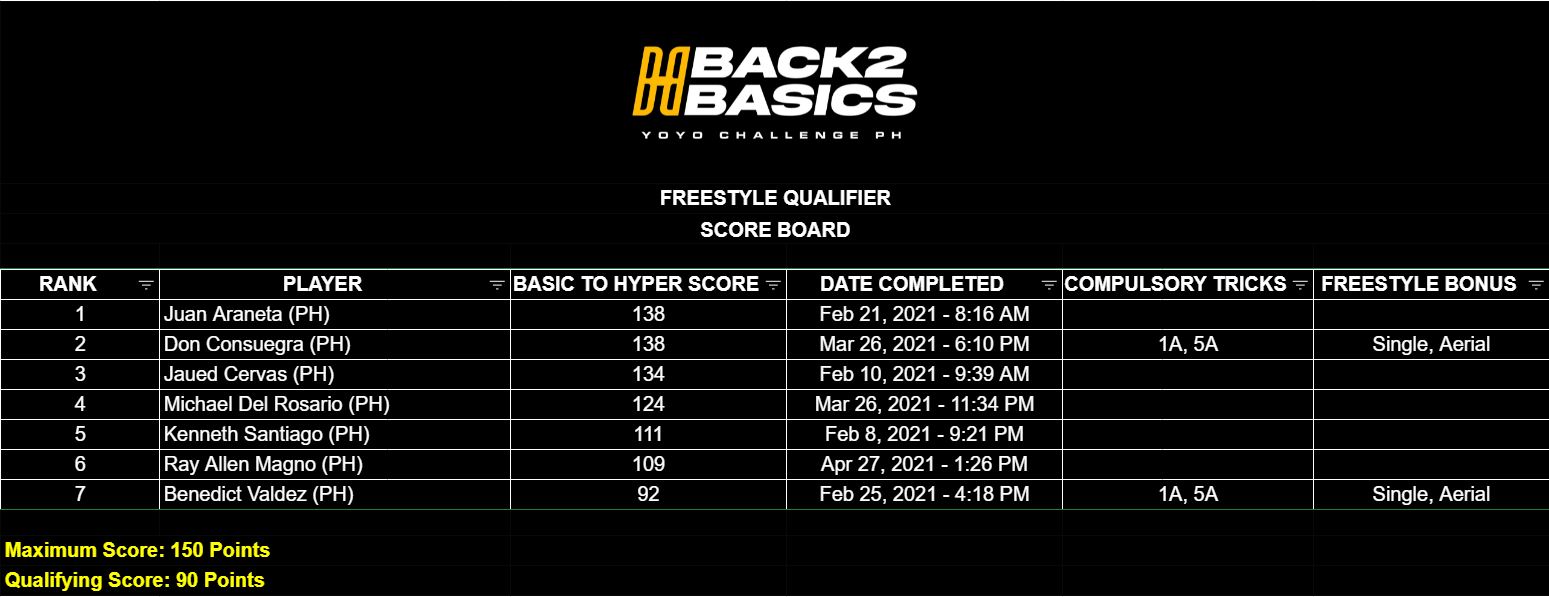 BACK2
BASICS
YOYO CHALLENGE PH
FREESTYLE QUALIFIER
SCORE BOARD
RANK PLAYER BASIC TO HYPER SCORE DATE COMPLETED COMPULSORY TRICKS FREESTYLE BONUS
1 Juan Araneta (PH) 138 Feb 21, 2021 - 8:16 AM
2 Don Consuegra (PH) 138 Mar 26, 2021 - 6:10 PM 1A, 5A Single, Aerial
3 Jaued Cervas (PH) 134 Feb 10, 2021 - 9:39 AM
4 Michael Del Rosario (PH) 124 Mar 26, 2021 - 11:34 PM
5 Kenneth Santiago (PH) 111 Feb 8, 2021 - 9:21 PM
6 Ray Allen Magno (PH) 109 Apr 27, 2021 - 1:26 PM
7 Benedict Valdez (PH) 92 Feb 25, 2021 - 4:18 PM 1A, 5A Single, Aerial
Maximum Score: 150 Points
Qualifying Score: 90 Points